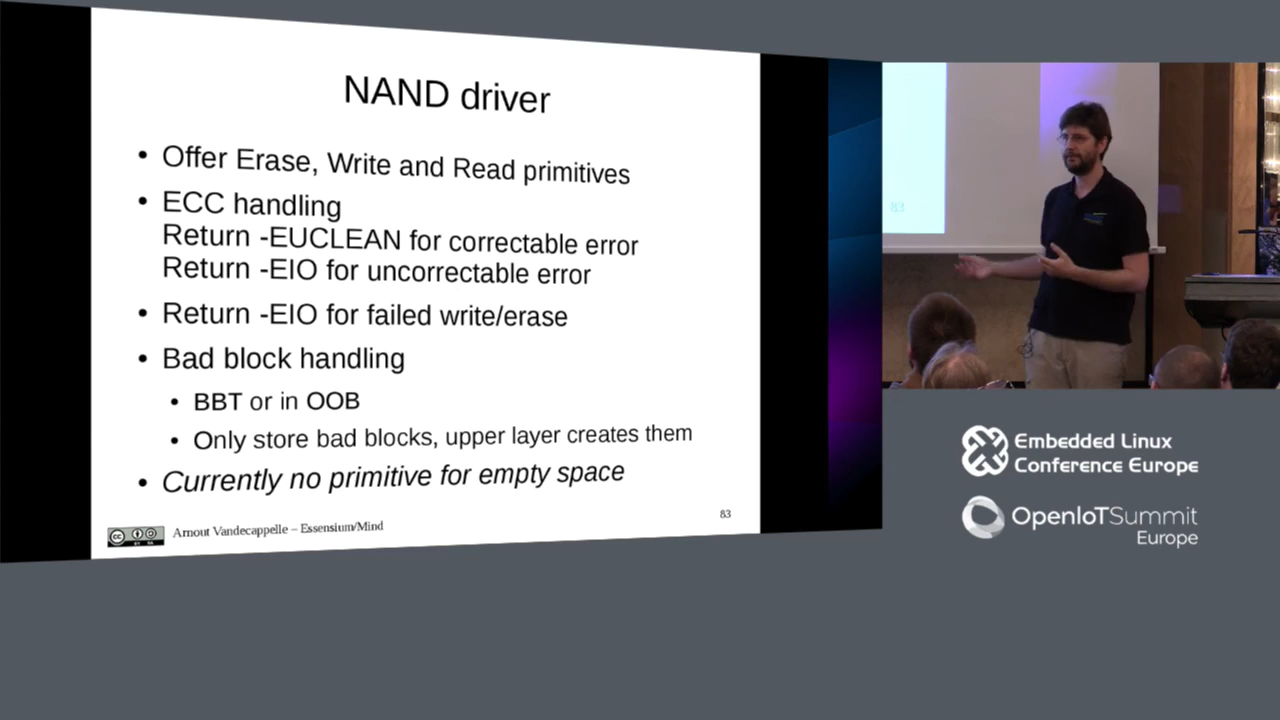 NAND driver
• Offer Erase, Write and Read primitives
• ECC handling
Return -EUCLEAN for correctable error
Return -EIO for uncorrectable error
• Return -EIO for failed write/erase
• Bad block handling
• BBT or in OOB
• Only store bad blocks, upper layer creates them
• Currently no primitive for empty space
Arnout Vandecappelle – Essensium/Mind
83
83
Embedded Linux
Conference Europe
OpenIoTSummit
Europe